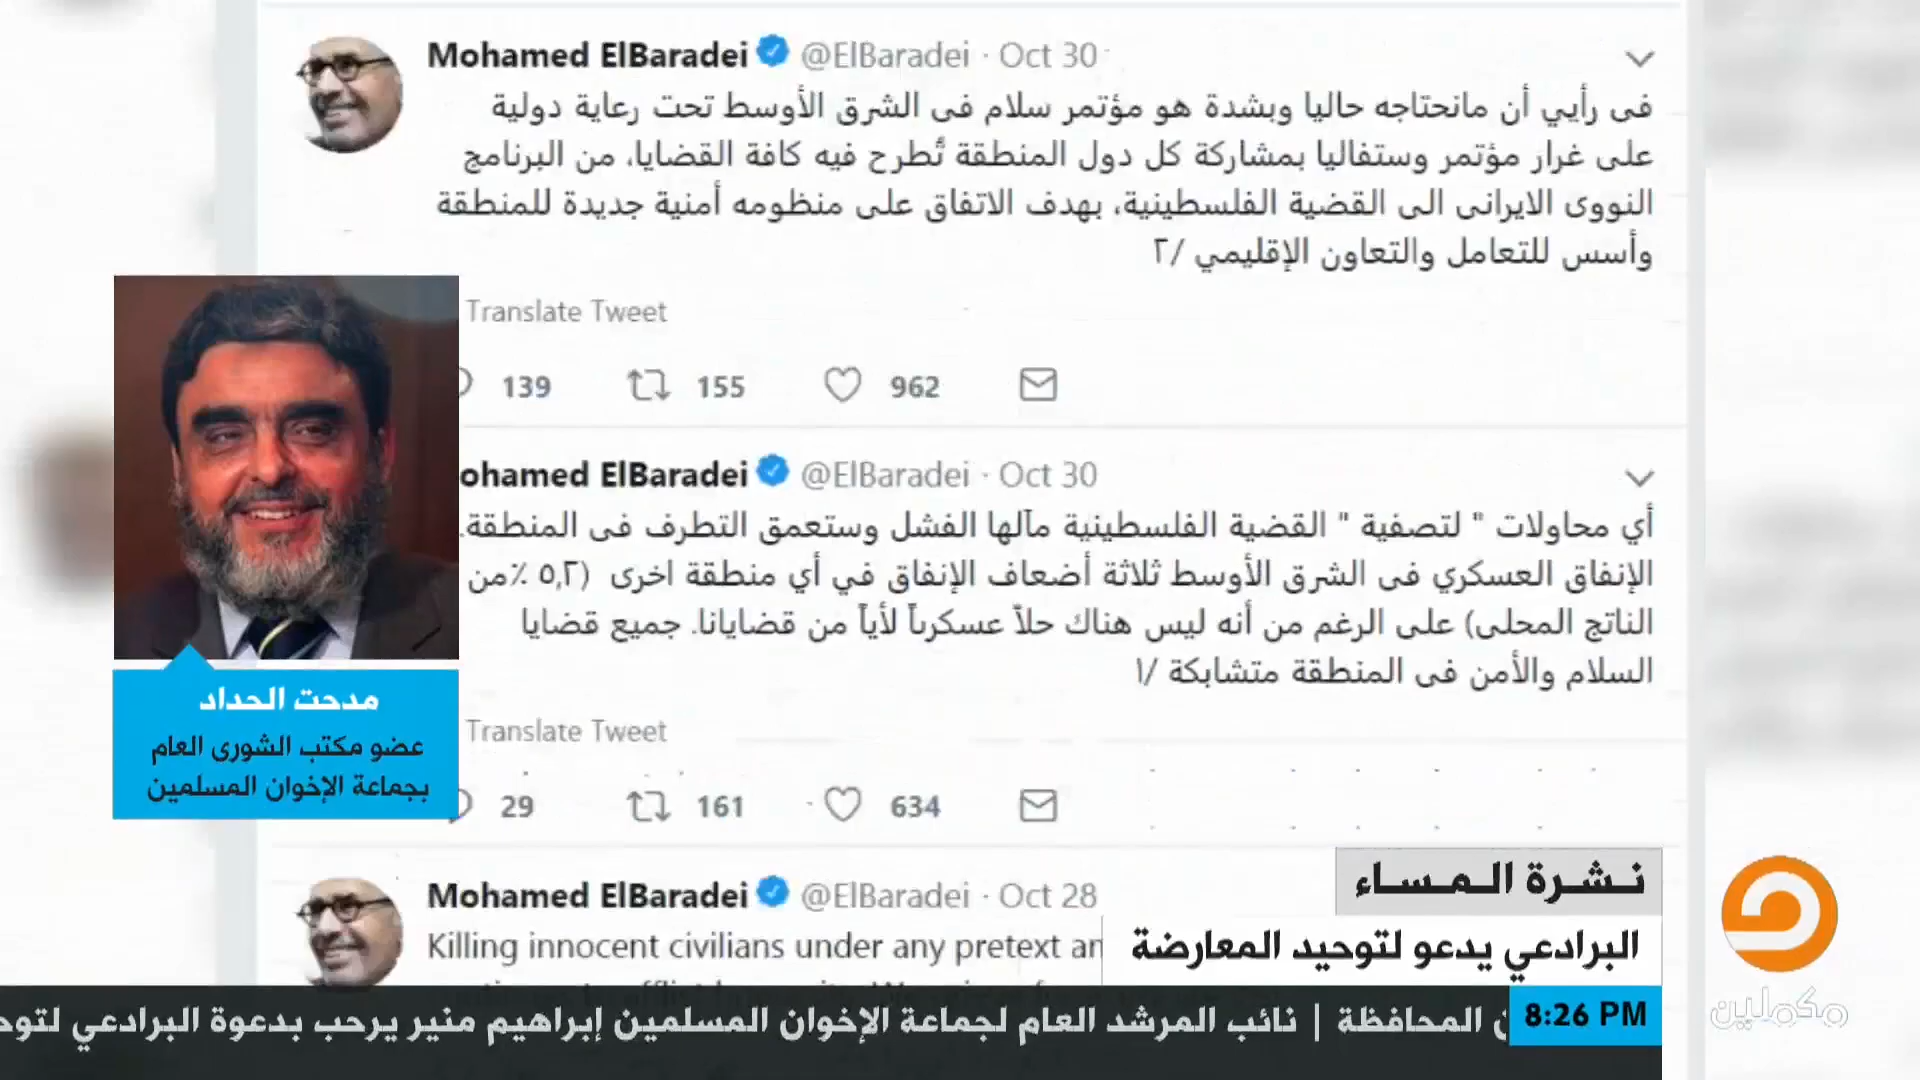 Mohamed ElBaradei @ElBaradei · Oct 30
فى رأيي أن مانحتاجه حاليا وبشدة هو مؤتمر سلام فى الشرق الأوسط تحت رعاية دولية
على غرار مؤتمر وستفاليا بمشاركة كل دول المنطقة تُطرح فيه كافة القضايا، من البرنامج
النووى الايرانى الى القضية الفلسطينية، بهدف الاتفاق على منظومه أمنية جديدة للمنطقة
وأسس للتعامل والتعاون الإقليمي /٢
Translate Tweet
139 155 962
ohamed ElBaradei @ElBaradei · Oct 30
أي محاولات " لتصفية " القضية الفلسطينية مآلها الفشل وستعمق التطرف فى المنطقة.
الإنفاق العسكري فى الشرق الأوسط ثلاثة أضعاف الإنفاق في أي منطقة اخرى (٥,٢ ٪من
الناتج المحلى) على الرغم من أنه ليس هناك حلاً عسكرياً لأياً من قضايانا. جميع قضايا
السلام والأمن فى المنطقة متشابكة /١
Translate Tweet
29 161 634
مدحت الحداد
عضو مكتب الشورى العام
بجماعة الإخوان المسلمين
Mohamed ElBaradei @ElBaradei · Oct 28
Killing innocent civilians under any pretext an
نشرة المساء
البرادعي يدعو لتوحيد المعارضة
8:26 PM
ن المحافظة | نائب المرشد العام لجماعة الإخوان المسلمين إبراهيم منير يرحب بدعوة البرادعي لتوح
مكملين